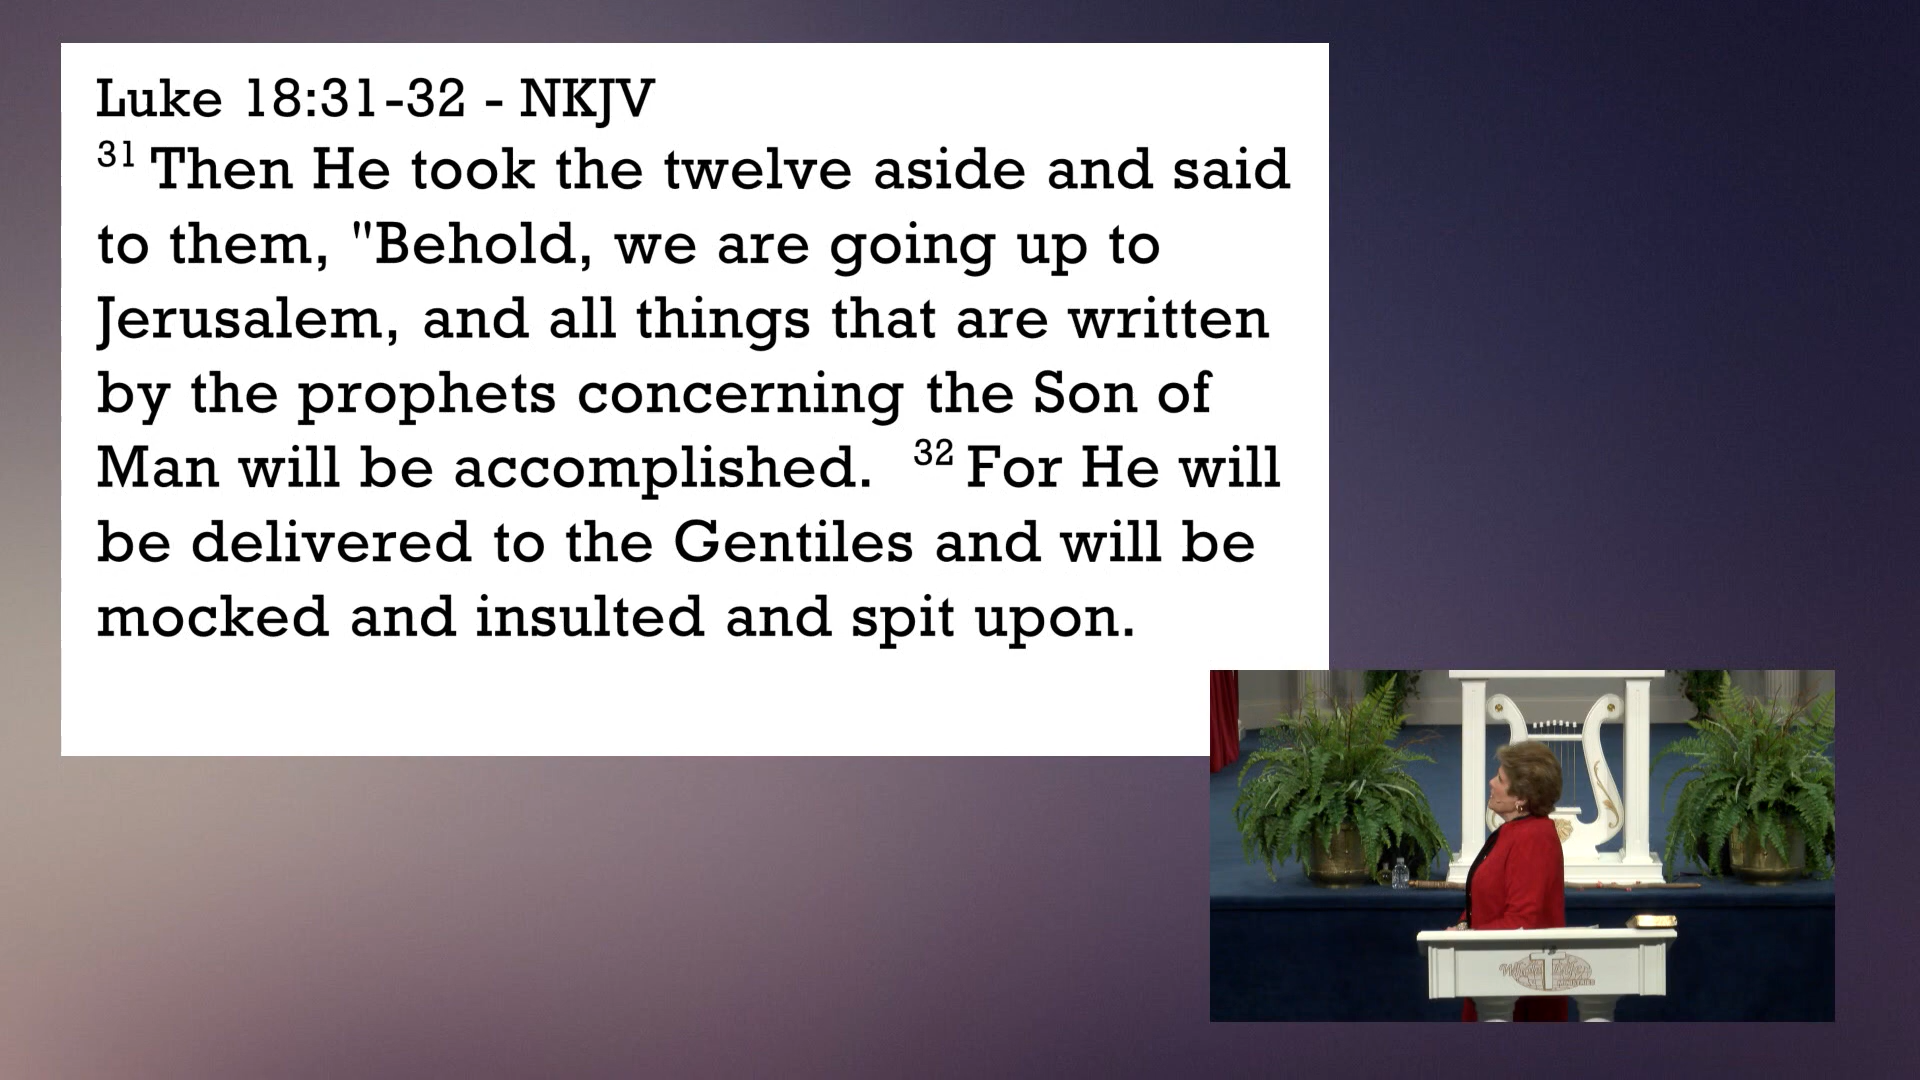 Luke 18:31-32 - NKJV
31 Then He took the twelve aside and said
to them, "Behold, we are going up to
Jerusalem, and all things that are written
by the prophets concerning the Son of
Man will be accomplished. 32 For He will
be delivered to the Gentiles and will be
mocked and insulted and spit upon.